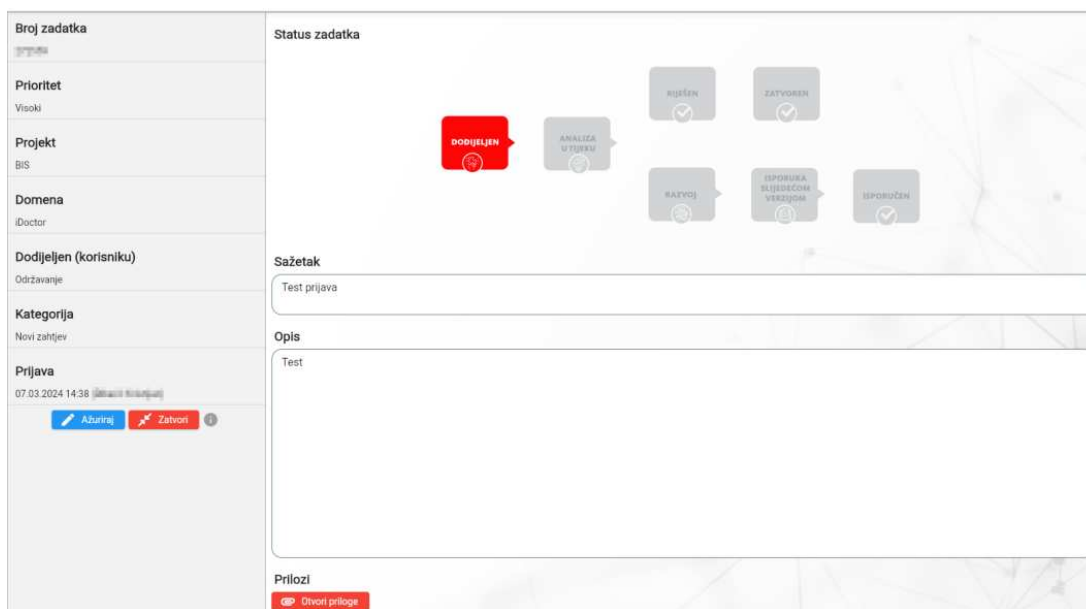 Broj zadatka
Prioritet
Visoki
Projekt
BIS
Domena
iDoctor
Dodijeljen (korisniku)
Održavanje
Kategorija
Novi zahtjev
Prijava
07.03.2024 14:38
Ažuriraj
Zatvori
Status zadatka
DODIJELJEN
ANALIZA
U TIJEKU
RIJEŠEN
ZATVOREN
RAZVOJ
ISPORUKA
SLIJEDEĆOM
VERZIJOM
ISPORUČEN
Sažetak
Test prijava
Opis
Test
Prilozi
Otvori priloge